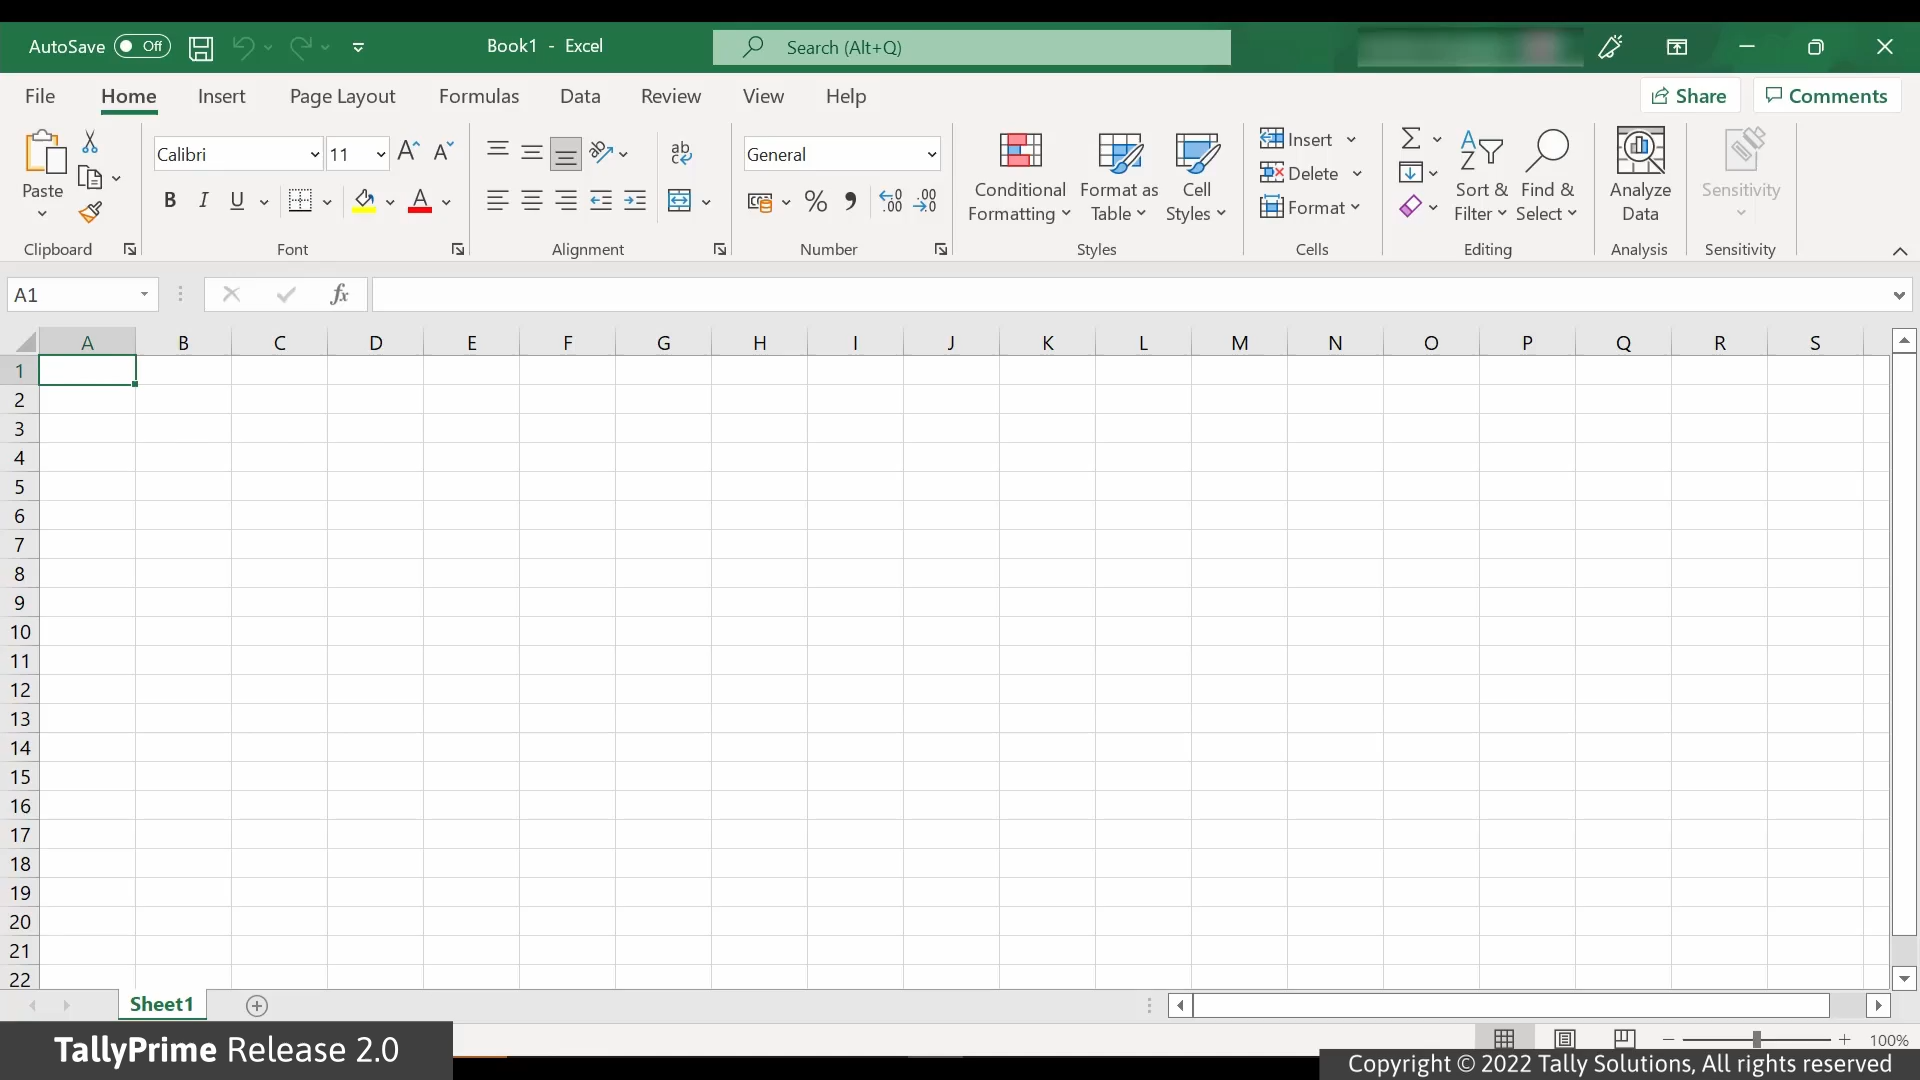 AutoSave Off Book1 - Excel Search (Alt+Q)
File Home Insert Page Layout Formulas Data Review View Help Share Comments
Paste
Clipboard
Calibri 11
B I U A
Font
ab
c
Alignment
General
% 9 .00
Number
Conditional
Formatting
Format as
Table
Cell
Styles
Styles
Insert
Delete
Format
Cells
Σ
Sort &
Filter
Find &
Select
Editing
Analyze
Data
Analysis
Sensitivity
Sensitivity
A1 fx
A B C D E F G H I J K L M N O P Q R S
1
2
3
4
5
6
7
8
9
10
11
12
13
14
15
16
17
18
19
20
21
22
Sheet1
100%
TallyPrime Release 2.0
Copyright © 2022 Tally Solutions, All rights reserved